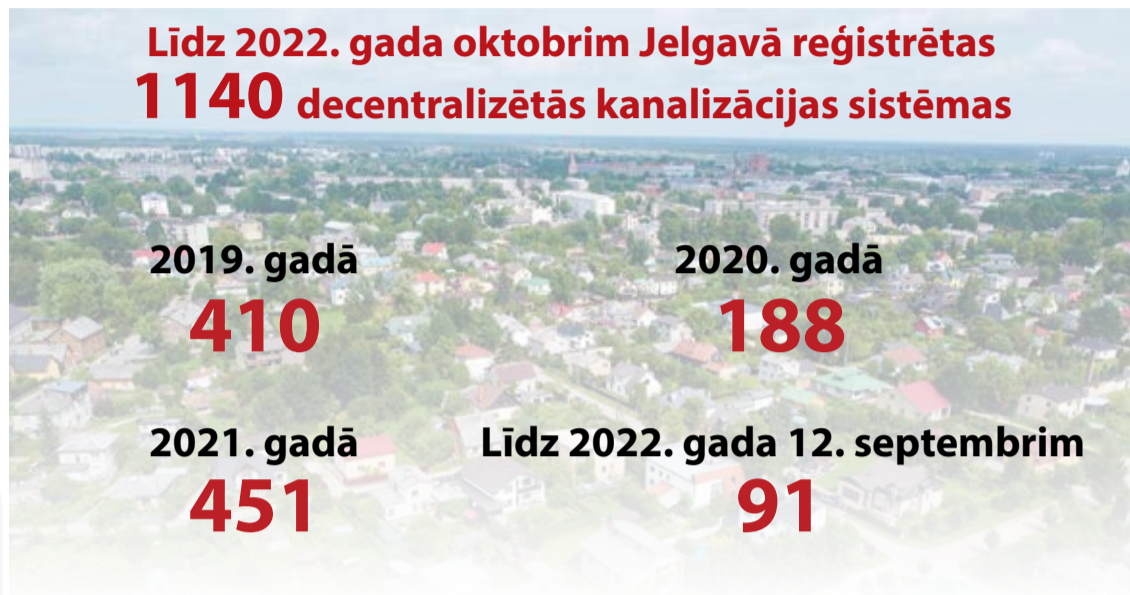 Līdz 2022. gada oktobrim Jelgavā reģistrētas
1140 decentralizētās kanalizācijas sistēmas
2019. gadā
410
2020. gadā
188
2021. gadā
451
Līdz 2022. gada 12. septembrim
91